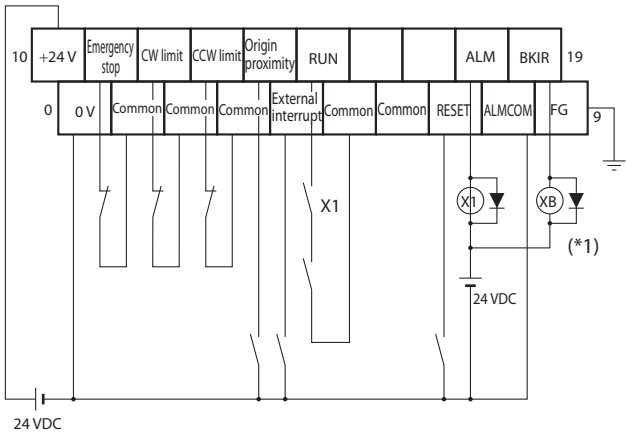 10 +24 V Emergency stop CW limit CCW limit Origin proximity RUN ALM BKIR 19
0 0 V Common Common Common External interrupt Common Common RESET ALMCOM FG 9
X1
X1 XB
(*1)
24 VDC
24 VDC